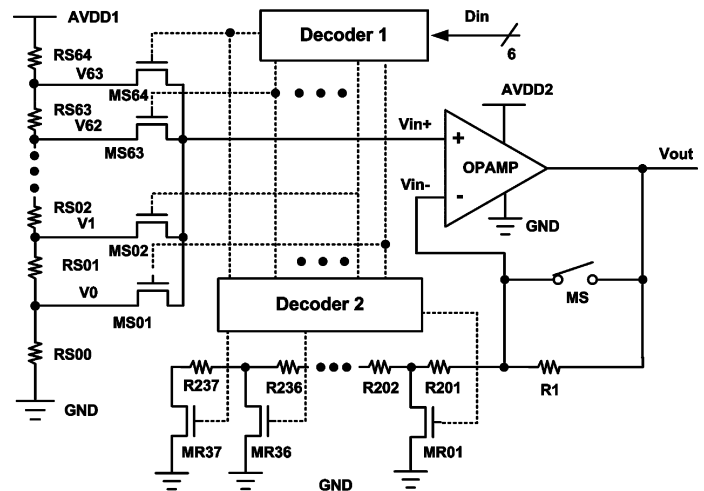 AVDD1
Din
Decoder 1
6
RS64
V63
MS64
AVDD2
RS63
V62
MS63
Vin+
+
OPAMP
Vout
Vin-
-
GND
RS02
V1
MS02
RS01
V0
MS01
Decoder 2
MS
RS00
GND
R237
R236
R202
R201
R1
MR37
MR36
MR01
GND